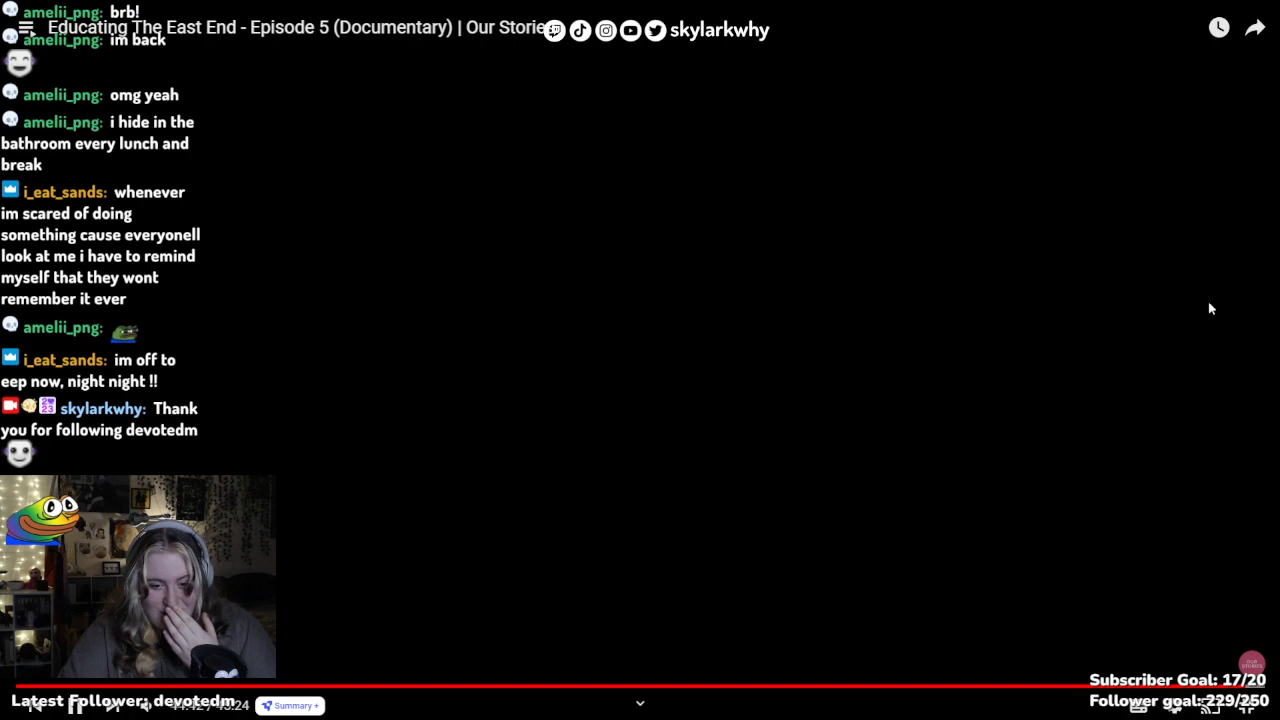 amelii_png: brb!
Educating The East End - Episode 5 (Documentary) | Our Stories
skylarkwhy
amelii_png: im back
amelii_png: omg yeah
amelii_png: i hide in the
bathroom every lunch and
break
i_eat_sands: whenever
im scared of doing
something cause everyonell
look at me i have to remind
myself that they wont
remember it ever
amelii_png:
i_eat_sands: im off to
eep now, night night !!
skylarkwhy: Thank
you for following devotedm
OUR
STORIES
Subscriber Goal: 17/20
Latest Follower: devotedm
Summary +
Follower goal: 229/250